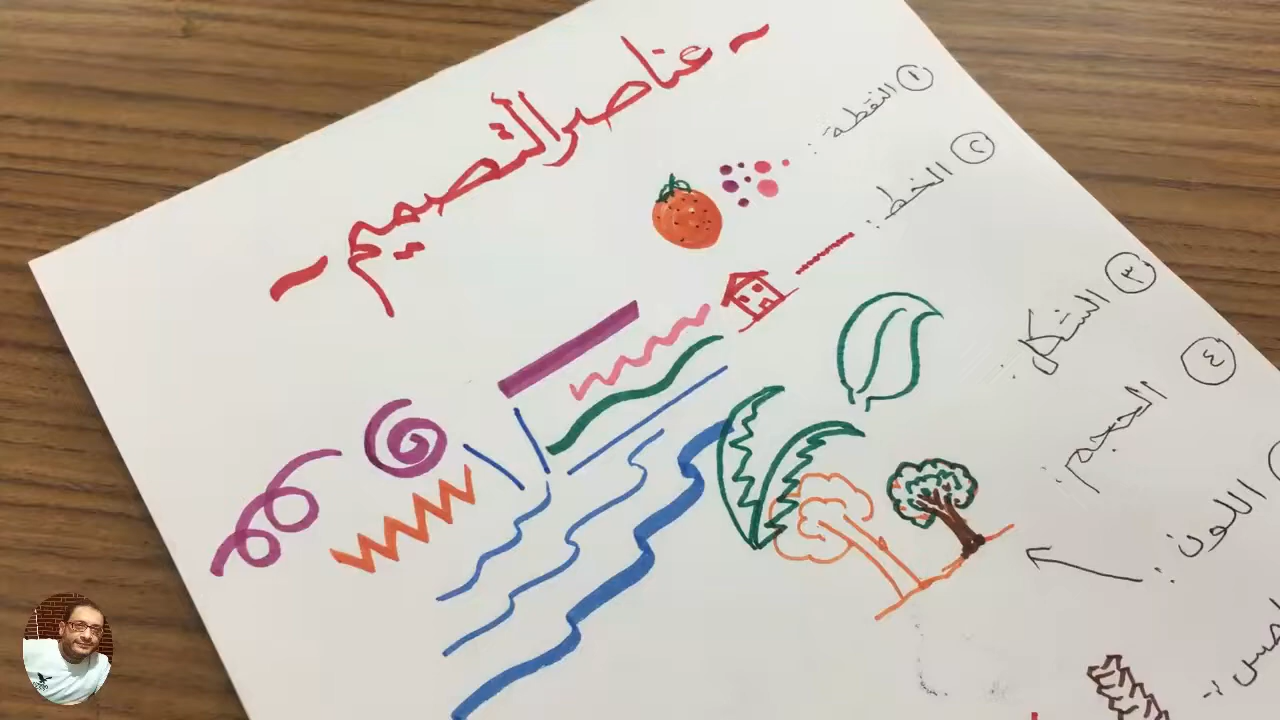 ~ عناصر التصميم ~
١ النقطة :
٢ الخط :
٣ الشكل :
٤ الحجم :
اللون :